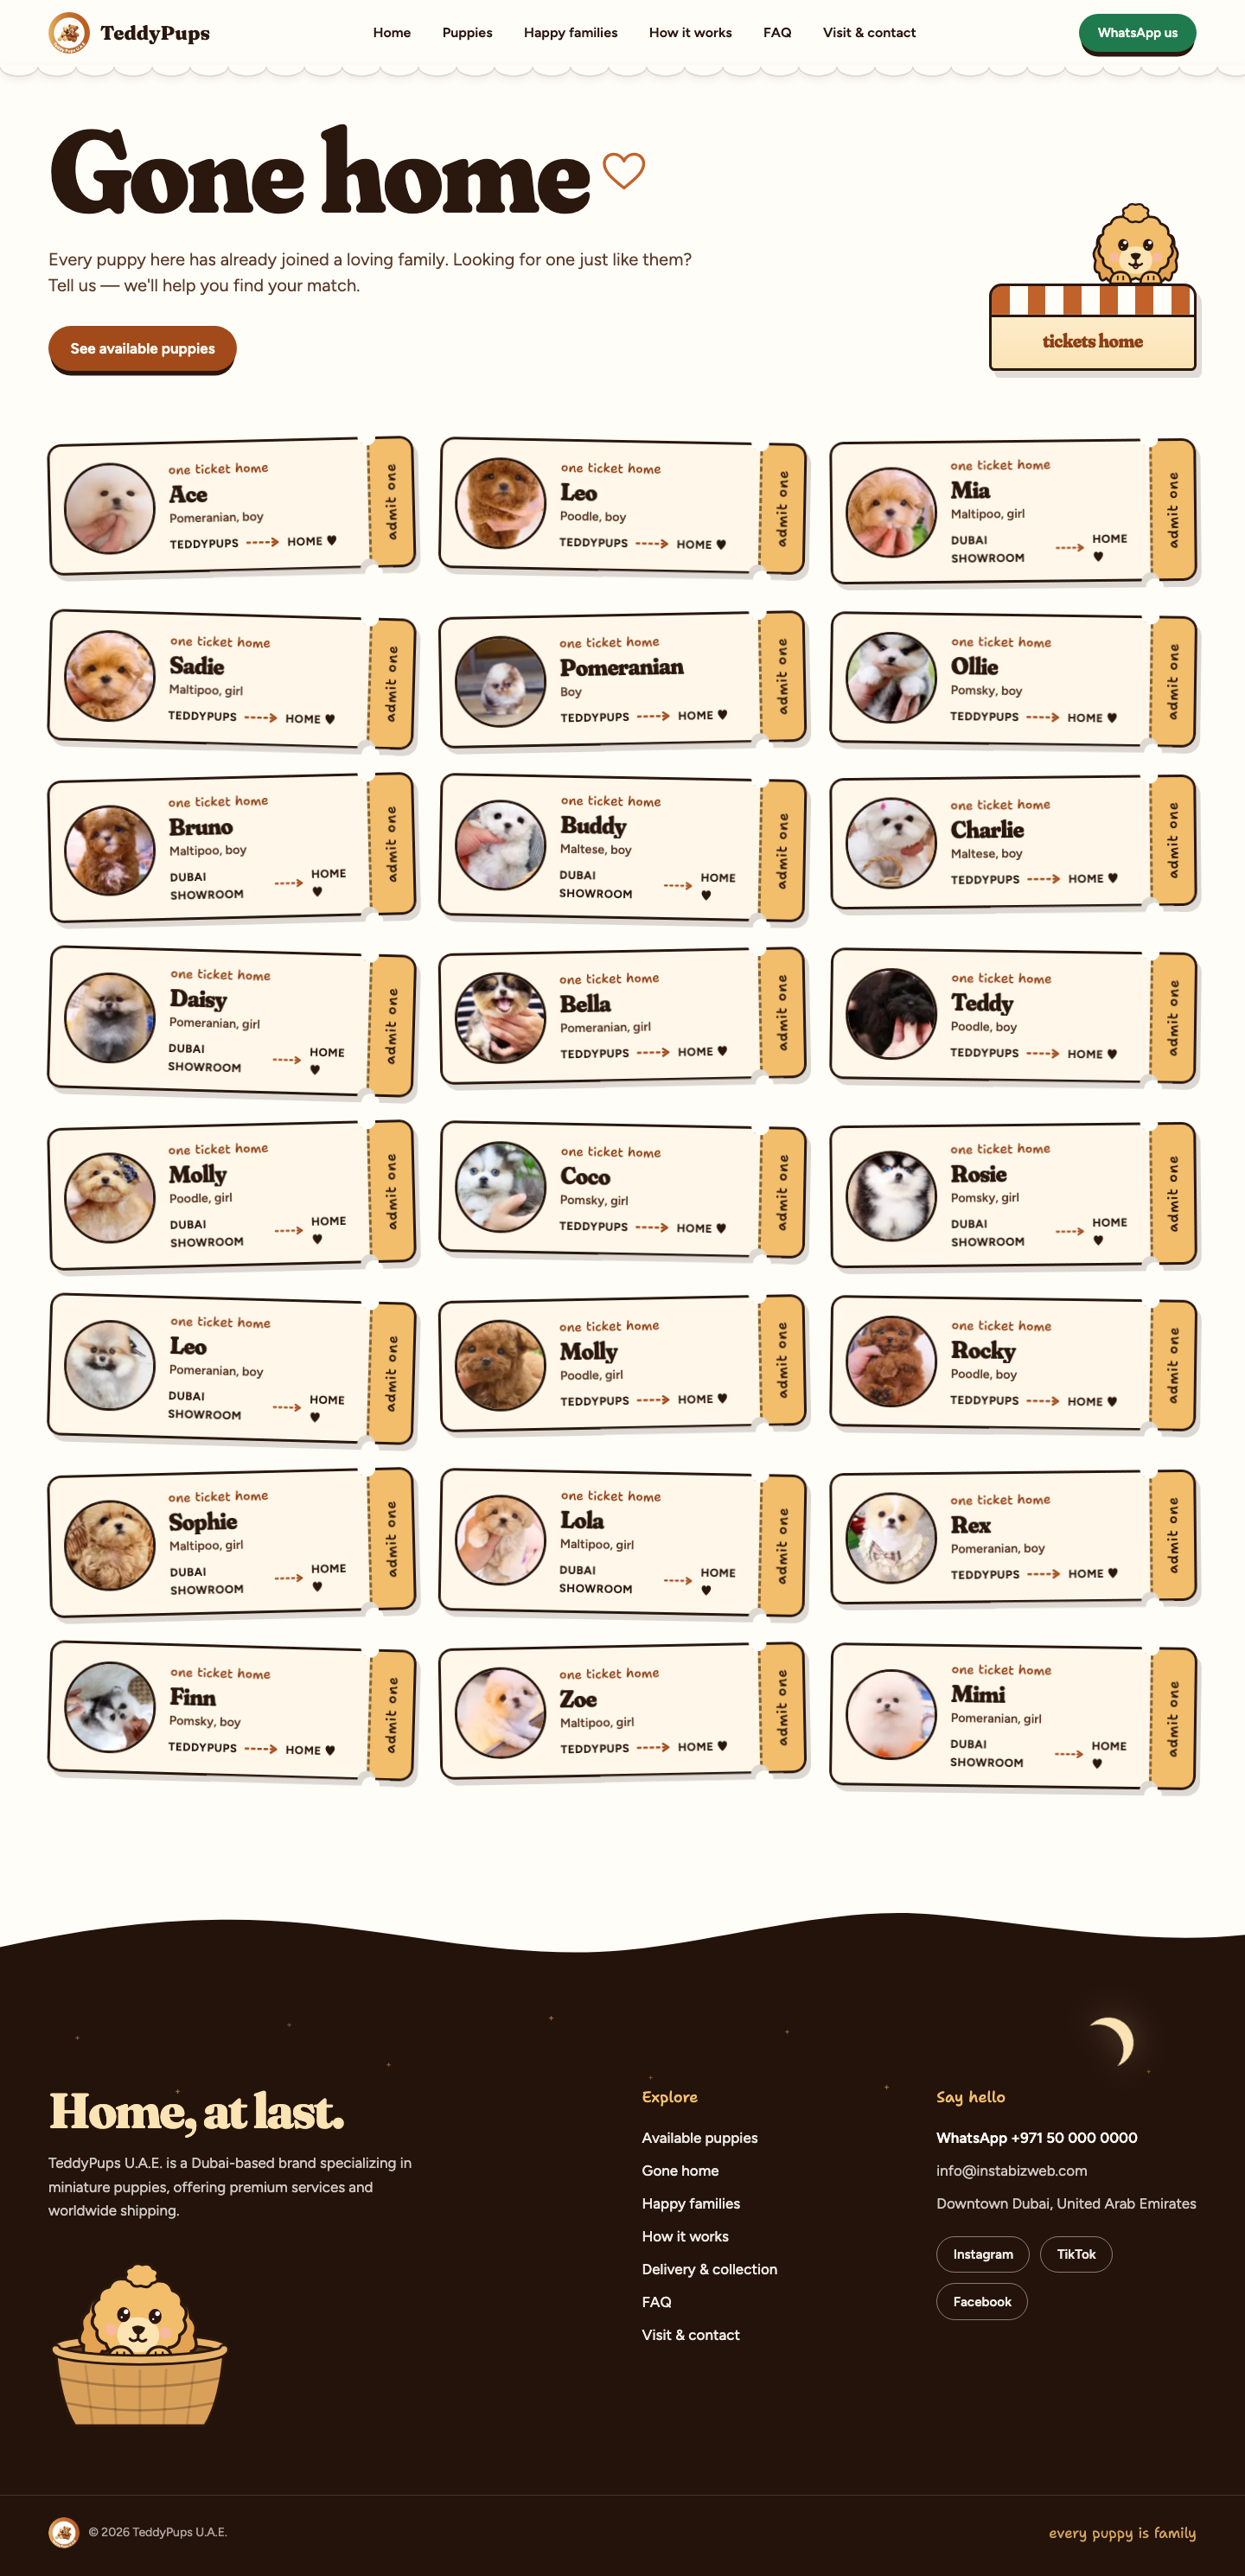 TeddyPups
Home
Puppies
Happy families
How it works
FAQ
Visit & contact
WhatsApp us
Gone home
Every puppy here has already joined a loving family. Looking for one just like them?
Tell us — we'll help you find your match.
See available puppies
tickets home
one ticket home
Ace
Pomeranian, boy
TEDDYPUPS HOME ♥
admit one
one ticket home
Leo
Poodle, boy
TEDDYPUPS HOME ♥
admit one
one ticket home
Mia
Maltipoo, girl
DUBAI
SHOWROOM
HOME
♥
admit one
one ticket home
Sadie
Maltipoo, girl
TEDDYPUPS HOME ♥
admit one
one ticket home
Pomeranian
Boy
TEDDYPUPS HOME ♥
admit one
one ticket home
Ollie
Pomsky, boy
TEDDYPUPS HOME ♥
admit one
one ticket home
Bruno
Maltipoo, boy
DUBAI
SHOWROOM
HOME
♥
admit one
one ticket home
Buddy
Maltese, boy
DUBAI
SHOWROOM
HOME
♥
admit one
one ticket home
Charlie
Maltese, boy
TEDDYPUPS HOME ♥
admit one
one ticket home
Daisy
Pomeranian, girl
DUBAI
SHOWROOM
HOME
♥
admit one
one ticket home
Bella
Pomeranian, girl
TEDDYPUPS HOME ♥
admit one
one ticket home
Teddy
Poodle, boy
TEDDYPUPS HOME ♥
admit one
one ticket home
Molly
Poodle, girl
DUBAI
SHOWROOM
HOME
♥
admit one
one ticket home
Coco
Pomsky, girl
TEDDYPUPS HOME ♥
admit one
one ticket home
Rosie
Pomsky, girl
DUBAI
SHOWROOM
HOME
♥
admit one
one ticket home
Leo
Pomeranian, boy
DUBAI
SHOWROOM
HOME
♥
admit one
one ticket home
Molly
Poodle, girl
TEDDYPUPS HOME ♥
admit one
one ticket home
Rocky
Poodle, boy
TEDDYPUPS HOME ♥
admit one
one ticket home
Sophie
Maltipoo, girl
DUBAI
SHOWROOM
HOME
♥
admit one
one ticket home
Lola
Maltipoo, girl
DUBAI
SHOWROOM
HOME
♥
admit one
one ticket home
Rex
Pomeranian, boy
TEDDYPUPS HOME ♥
admit one
one ticket home
Finn
Pomsky, boy
TEDDYPUPS HOME ♥
admit one
one ticket home
Zoe
Maltipoo, girl
TEDDYPUPS HOME ♥
admit one
one ticket home
Mimi
Pomeranian, girl
DUBAI
SHOWROOM
HOME
♥
admit one
Home, at last.
TeddyPups U.A.E. is a Dubai-based brand specializing in
miniature puppies, offering premium services and
worldwide shipping.
Explore
Available puppies
Gone home
Happy families
How it works
Delivery & collection
FAQ
Visit & contact
Say hello
WhatsApp +971 50 000 0000
info@instabizweb.com
Downtown Dubai, United Arab Emirates
Instagram
TikTok
Facebook
© 2026 TeddyPups U.A.E.
every puppy is family